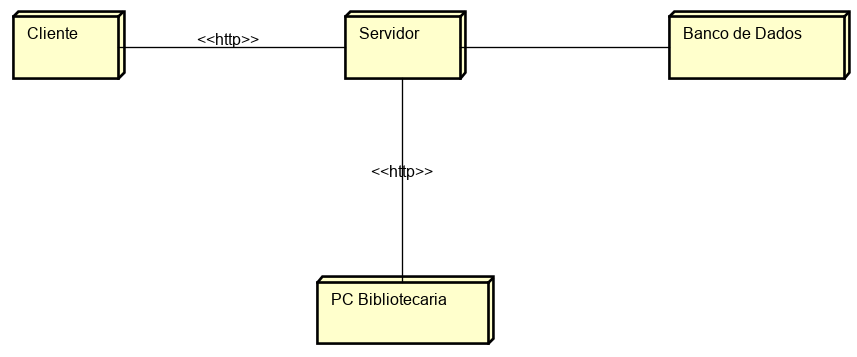 Cliente
<<http>>
Servidor
Banco de Dados
<<http>>
PC Bibliotecaria